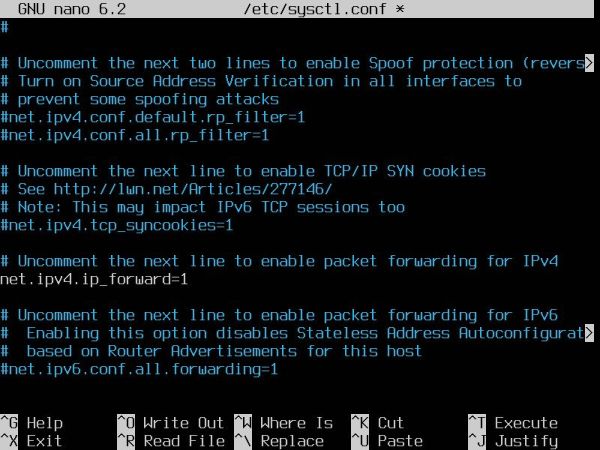 GNU nano 6.2 /etc/sysctl.conf *
#
# Uncomment the next two lines to enable Spoof protection (revers>
# Turn on Source Address Verification in all interfaces to
# prevent some spoofing attacks
#net.ipv4.conf.default.rp_filter=1
#net.ipv4.conf.all.rp_filter=1
# Uncomment the next line to enable TCP/IP SYN cookies
# See http://lwn.net/Articles/277146/
# Note: This may impact IPv6 TCP sessions too
#net.ipv4.tcp_syncookies=1
# Uncomment the next line to enable packet forwarding for IPv4
net.ipv4.ip_forward=1
# Uncomment the next line to enable packet forwarding for IPv6
#  Enabling this option disables Stateless Address Autoconfigurat>
#  based on Router Advertisements for this host
#net.ipv6.conf.all.forwarding=1
^G Help ^O Write Out ^W Where Is ^K Cut ^T Execute
^X Exit ^R Read File ^\ Replace ^U Paste ^J Justify